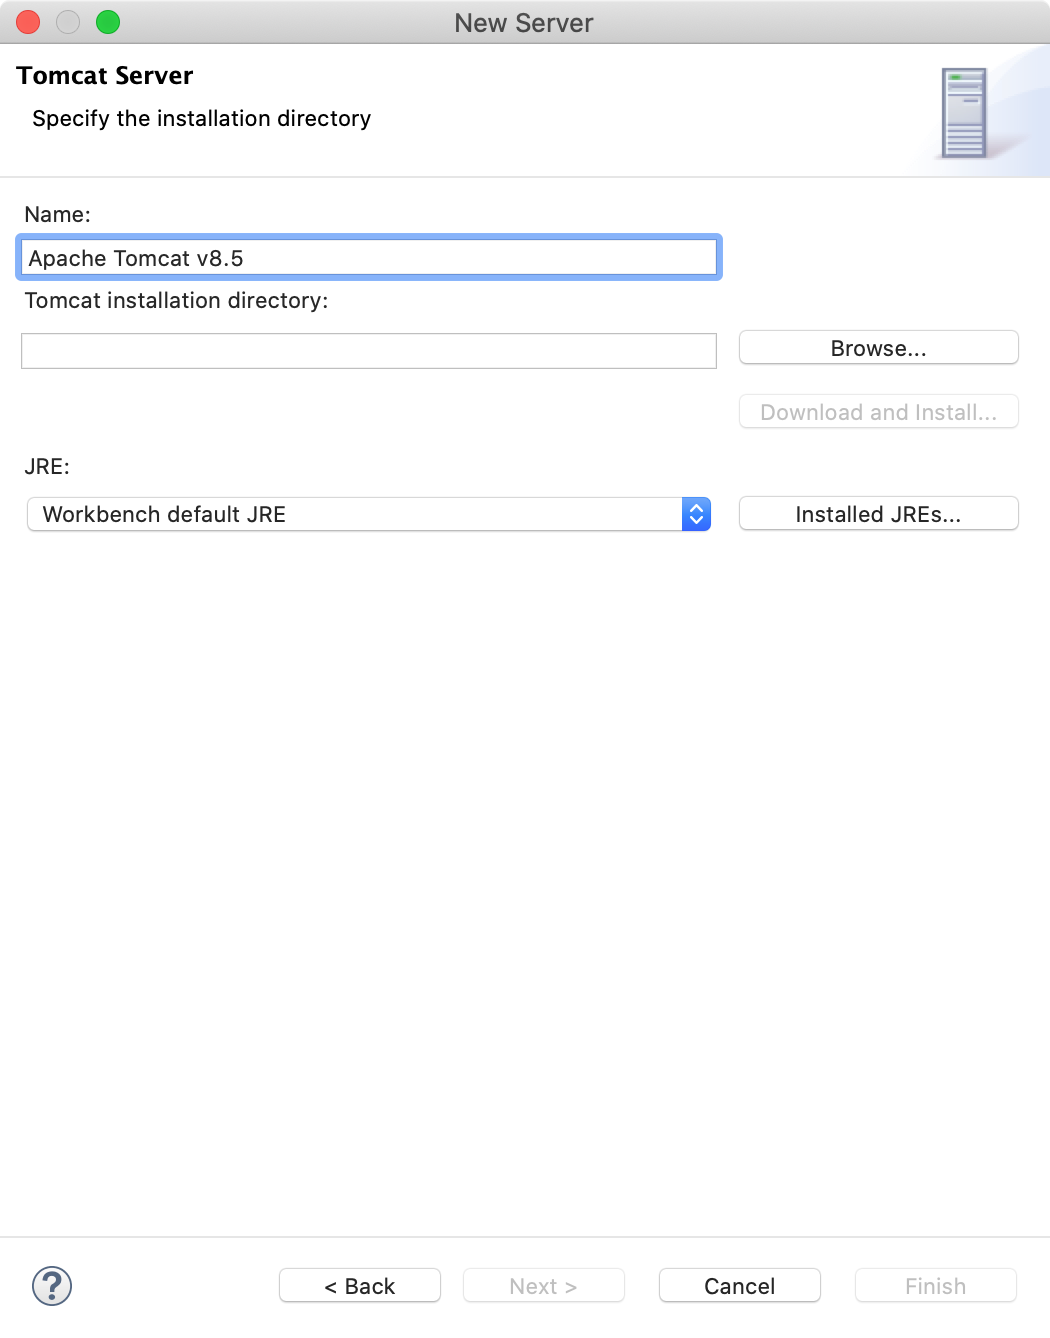 New Server
Tomcat Server
Specify the installation directory
Name:
Apache Tomcat v8.5
Tomcat installation directory:
Browse...
Download and Install...
JRE:
Workbench default JRE
Installed JREs...
?
< Back
Next >
Cancel
Finish